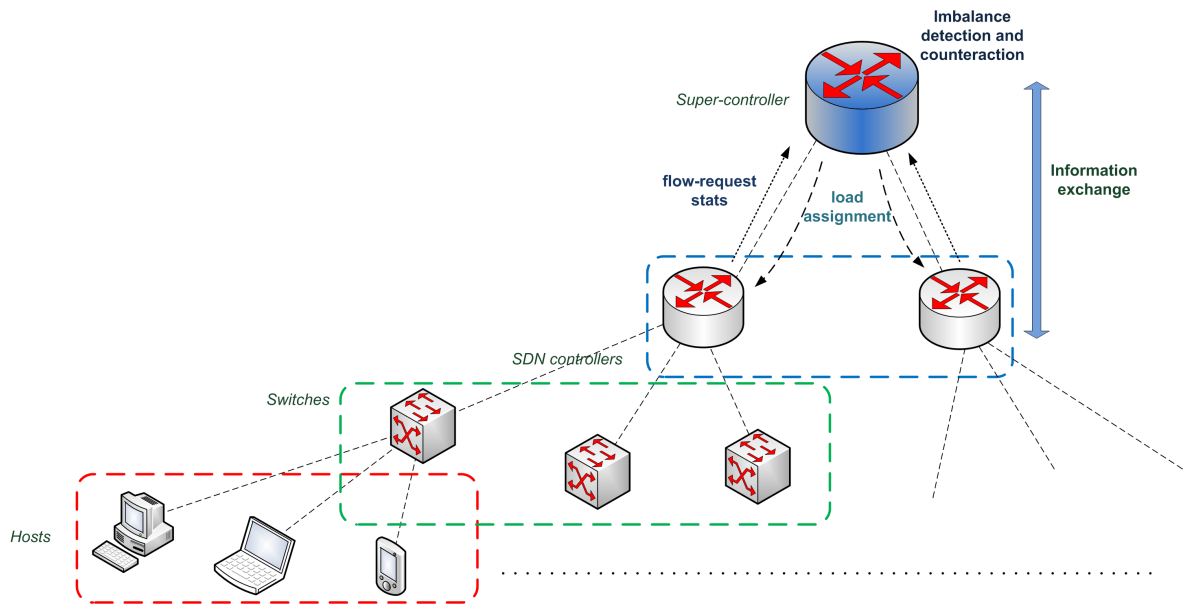 Imbalance
detection and
counteraction
Super-controller
flow-request
stats
load
assignment
Information
exchange
SDN controllers
Switches
Hosts